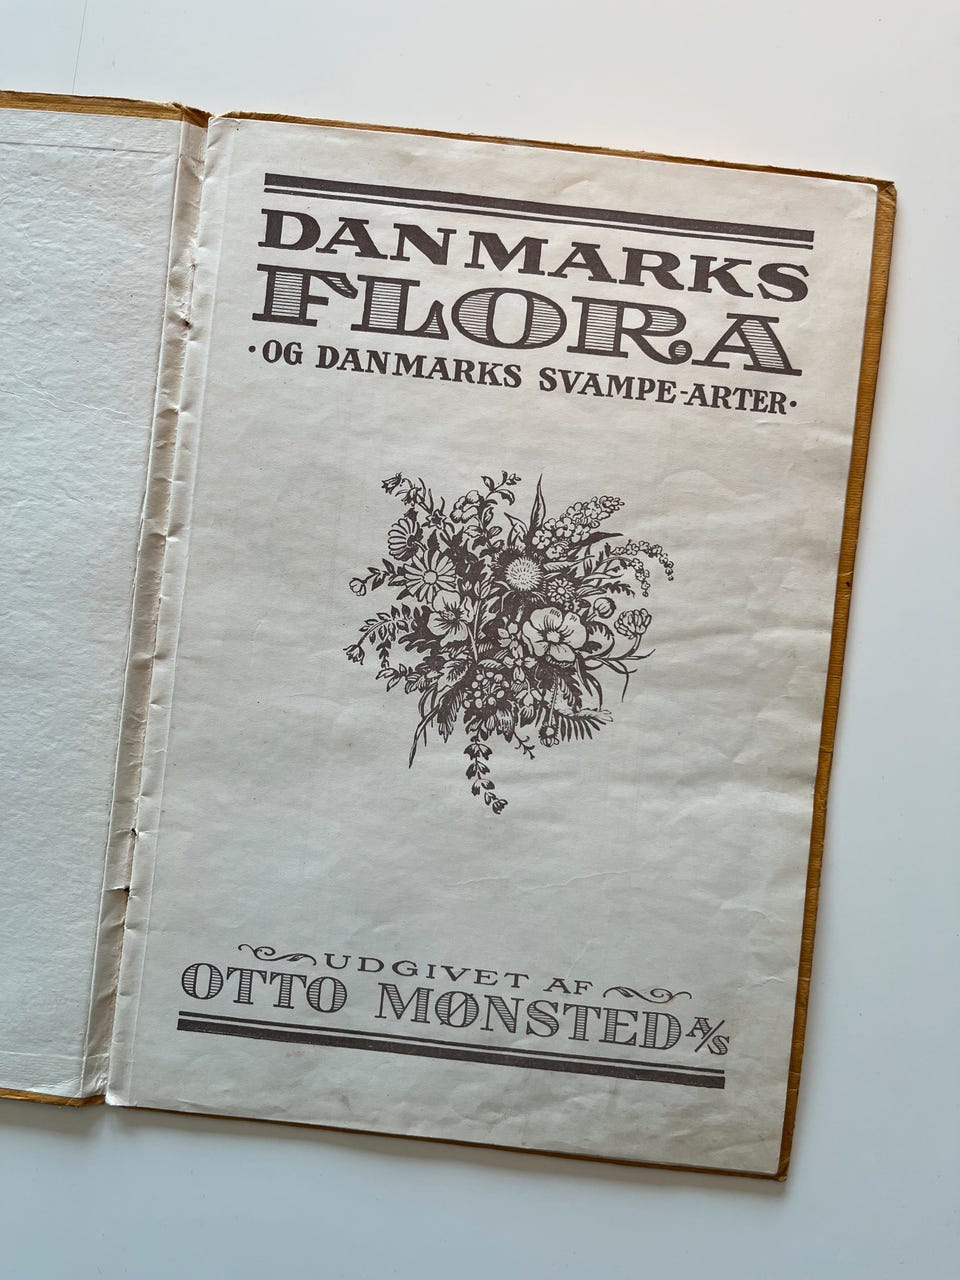 DANMARKS
FLORA
·OG DANMARKS SVAMPE-ARTER·
UDGIVET AF
OTTO MØNSTED A/S